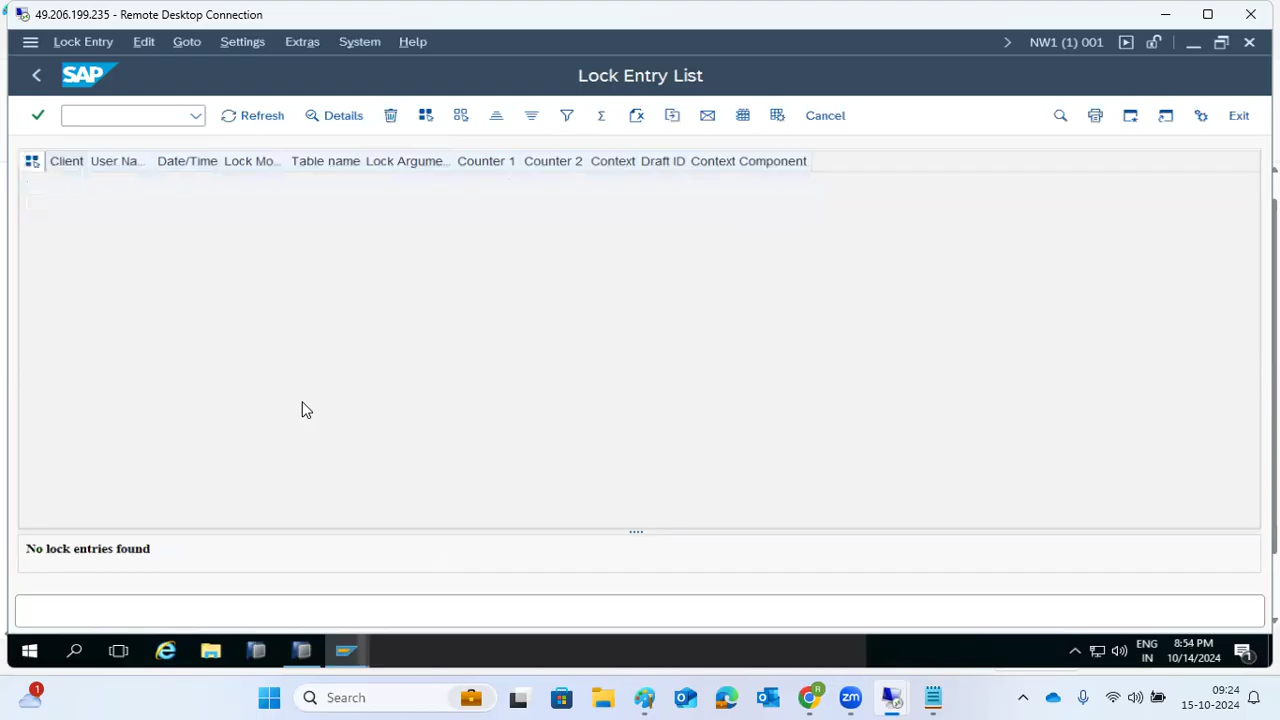 49.206.199.235 - Remote Desktop Connection
Lock Entry Edit Goto Settings Extras System Help NW1 (1) 001
SAP Lock Entry List
Refresh Details Cancel Exit
Client User Na... Date/Time Lock Mo... Table name Lock Argume... Counter 1 Counter 2 Context Draft ID Context Component
No lock entries found
ENG 8:54 PM
IN 10/14/2024 1
1 Search 09:24
15-10-2024